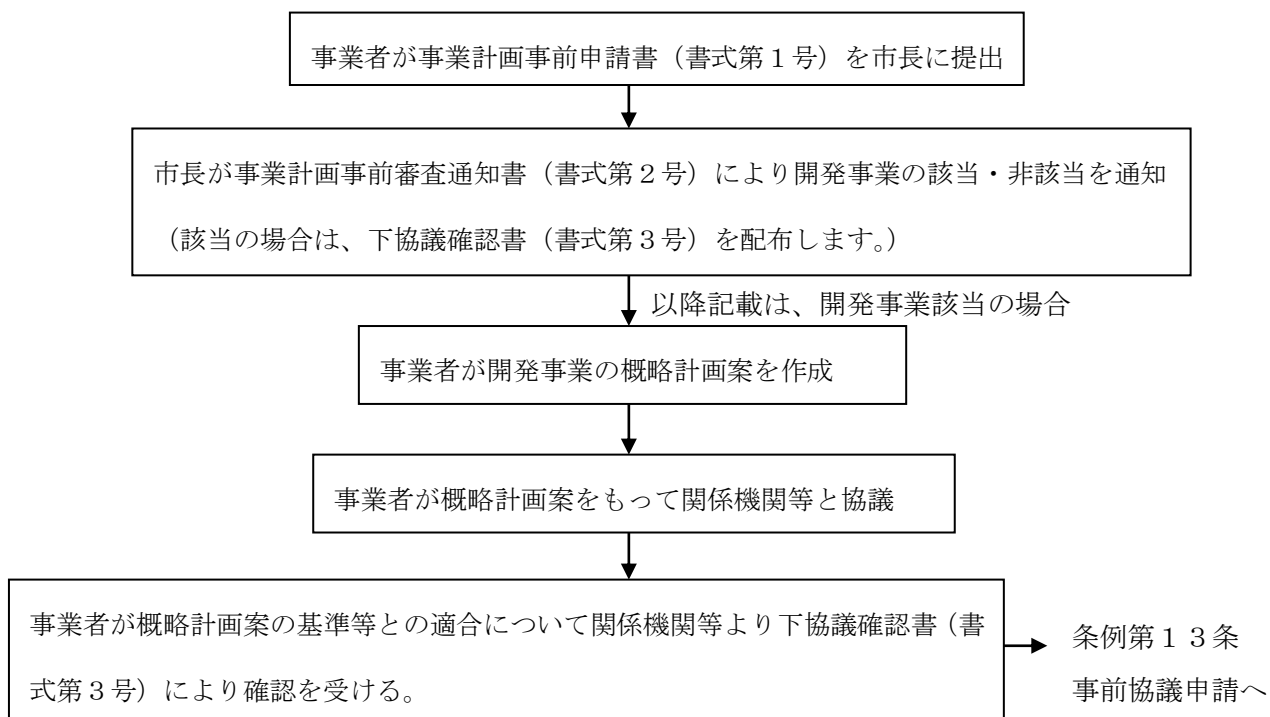 事業者が事業計画事前申請書（書式第１号）を市長に提出
市長が事業計画事前審査通知書（書式第２号）により開発事業の該当・非該当を通知
（該当の場合は、下協議確認書（書式第３号）を配布します。）
以降記載は、開発事業該当の場合
事業者が開発事業の概略計画案を作成
事業者が概略計画案をもって関係機関等と協議
事業者が概略計画案の基準等との適合について関係機関等より下協議確認書（書
式第３号）により確認を受ける。
条例第１３条
事前協議申請へ